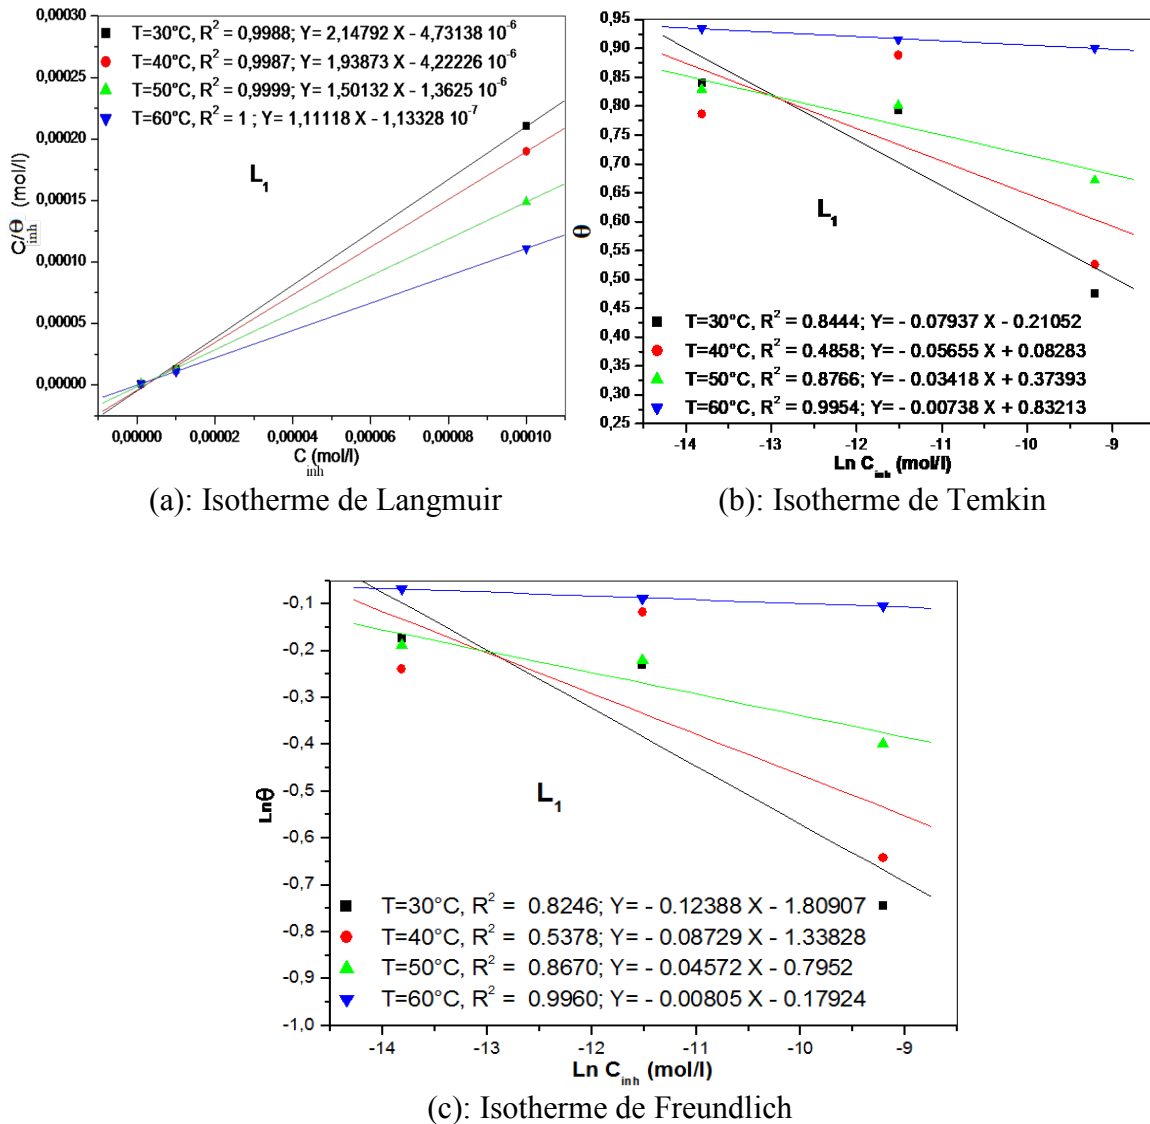 0,00030
0,00025
0,00020
0,00015
0,00010
0,00005
0,00000
C/Θ (mol/l)
inh
T=30°C, R² = 0,9988; Y= 2,14792 X - 4,73138 10⁻⁶
T=40°C, R² = 0,9987; Y= 1,93873 X - 4,22226 10⁻⁶
T=50°C, R² = 0,9999; Y= 1,50132 X - 1,3625 10⁻⁶
T=60°C, R² = 1 ; Y= 1,11118 X - 1,13328 10⁻⁷
L₁
0,00000 0,00002 0,00004 0,00006 0,00008 0,00010
C (mol/l)
inh
(a): Isotherme de Langmuir
0,95
0,90
0,85
0,80
0,75
0,70
0,65
0,60
0,55
0,50
0,45
0,40
0,35
0,30
0,25
θ
L₁
T=30°C, R² = 0.8444; Y= - 0.07937 X - 0.21052
T=40°C, R² = 0.4858; Y= - 0.05655 X + 0.08283
T=50°C, R² = 0.8766; Y= - 0.03418 X + 0.37393
T=60°C, R² = 0.9954; Y= - 0.00738 X + 0.83213
-14 -13 -12 -11 -10 -9
Ln C inh (mol/l)
(b): Isotherme de Temkin
-0,1
-0,2
-0,3
-0,4
-0,5
-0,6
-0,7
-0,8
-0,9
-1,0
Lnθ
L₁
T=30°C, R² = 0.8246; Y= - 0.12388 X - 1.80907
T=40°C, R² = 0.5378; Y= - 0.08729 X - 1.33828
T=50°C, R² = 0.8670; Y= - 0.04572 X - 0.7952
T=60°C, R² = 0.9960; Y= - 0.00805 X - 0.17924
-14 -13 -12 -11 -10 -9
Ln C inh (mol/l)
(c): Isotherme de Freundlich